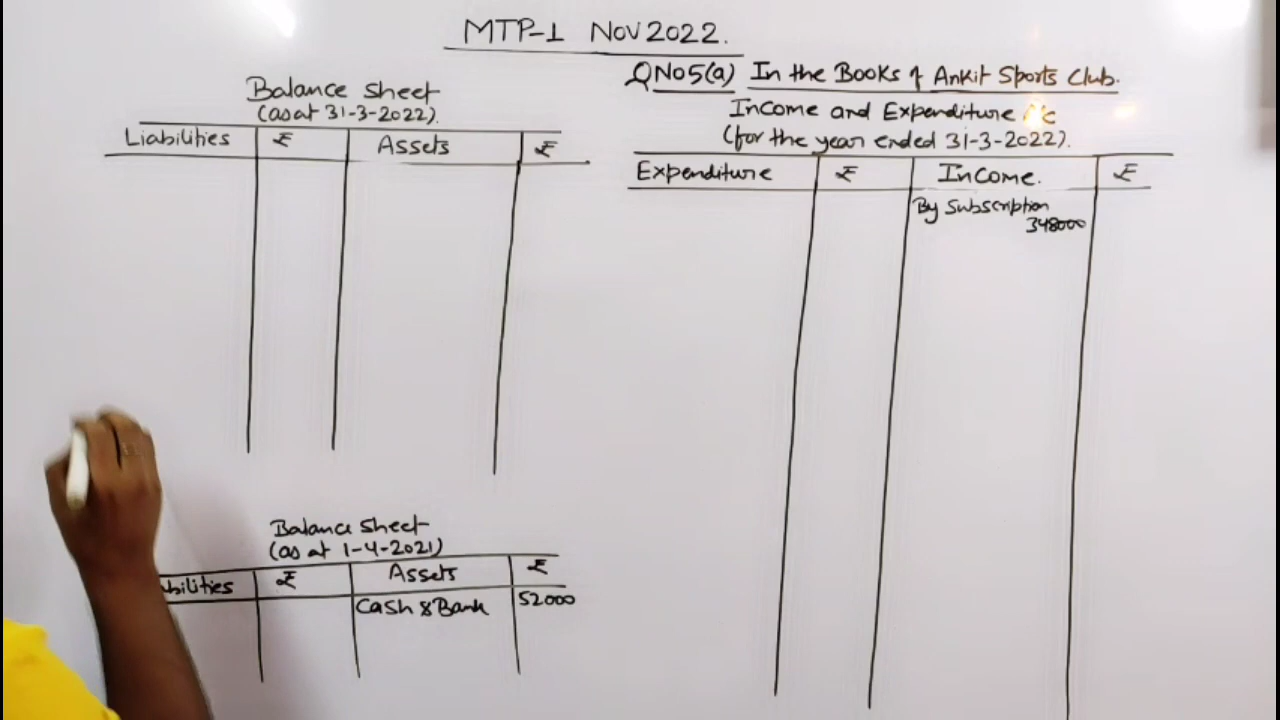 MTP-1 Nov 2022.
Balance Sheet
(as at 31-3-2022).
Liabilities ₹ Assets ₹
QNo5(a) In the Books of Ankit Sports Club.
Income and Expenditure
(for the year ended 31-3-2022).
Expenditure ₹ Income. ₹
By Subscription
348000
Balance Sheet
(as at 1-4-2021)
abilities ₹ Assets ₹
Cash & Bank 52000